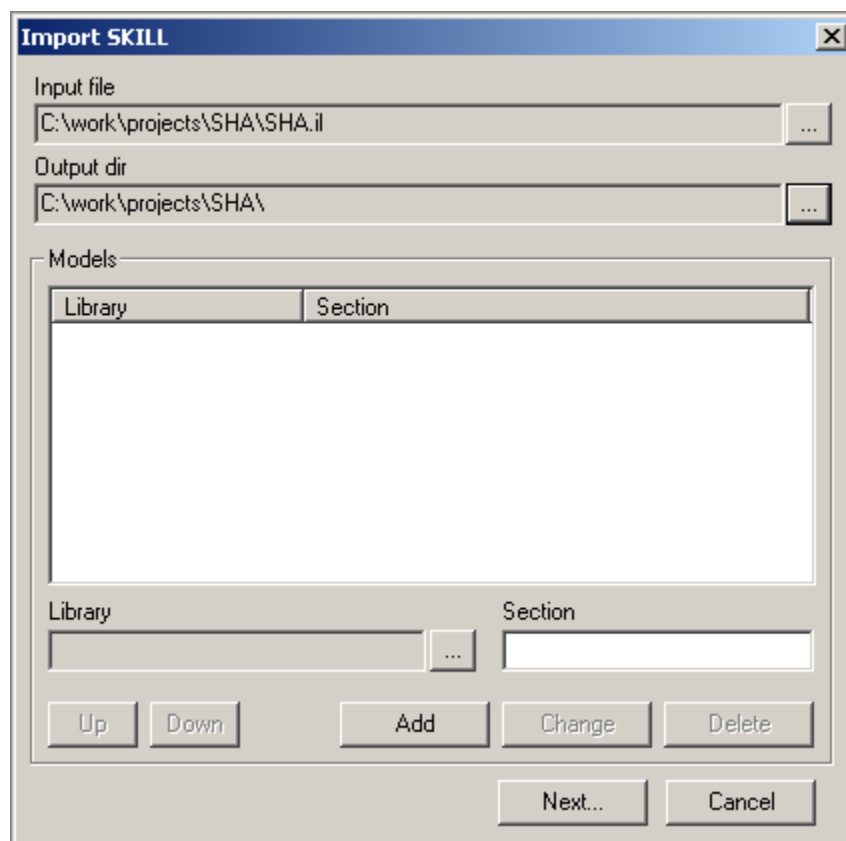 Import SKILL
Input file
C:\work\projects\SHA\SHA.il ...
Output dir
C:\work\projects\SHA\ ...
Models
Library Section
Library Section
...
Up Down Add Change Delete
Next... Cancel